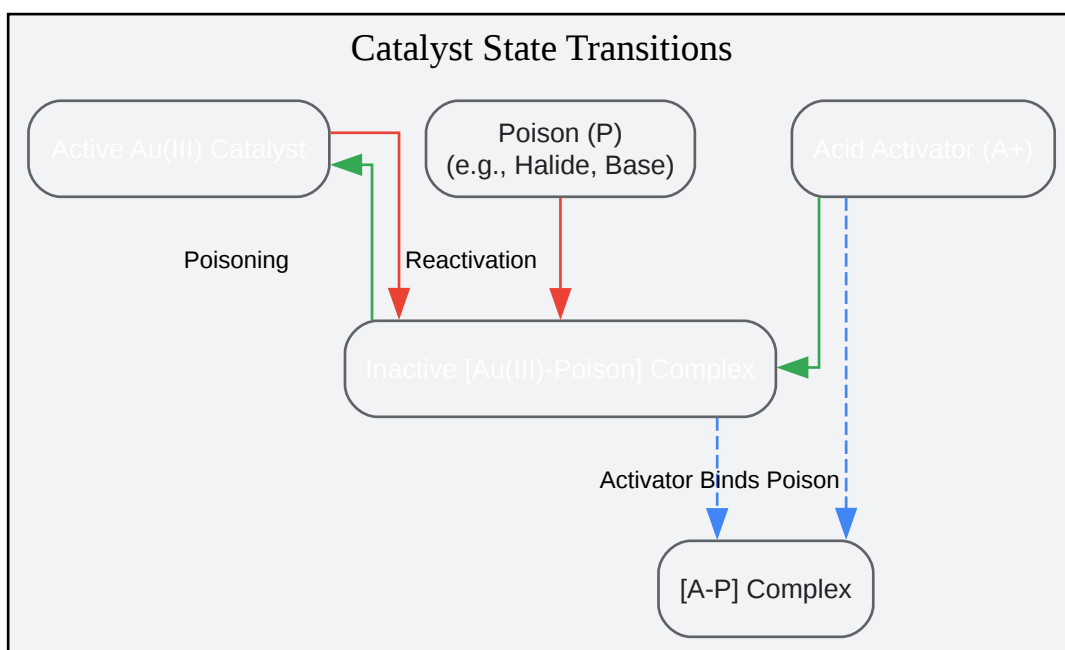 Catalyst State Transitions
Active Au(III) Catalyst
Poison (P)
(e.g., Halide, Base)
Acid Activator (A+)
Poisoning
Reactivation
Inactive [Au(III)-Poison] Complex
Activator Binds Poison
[A-P] Complex